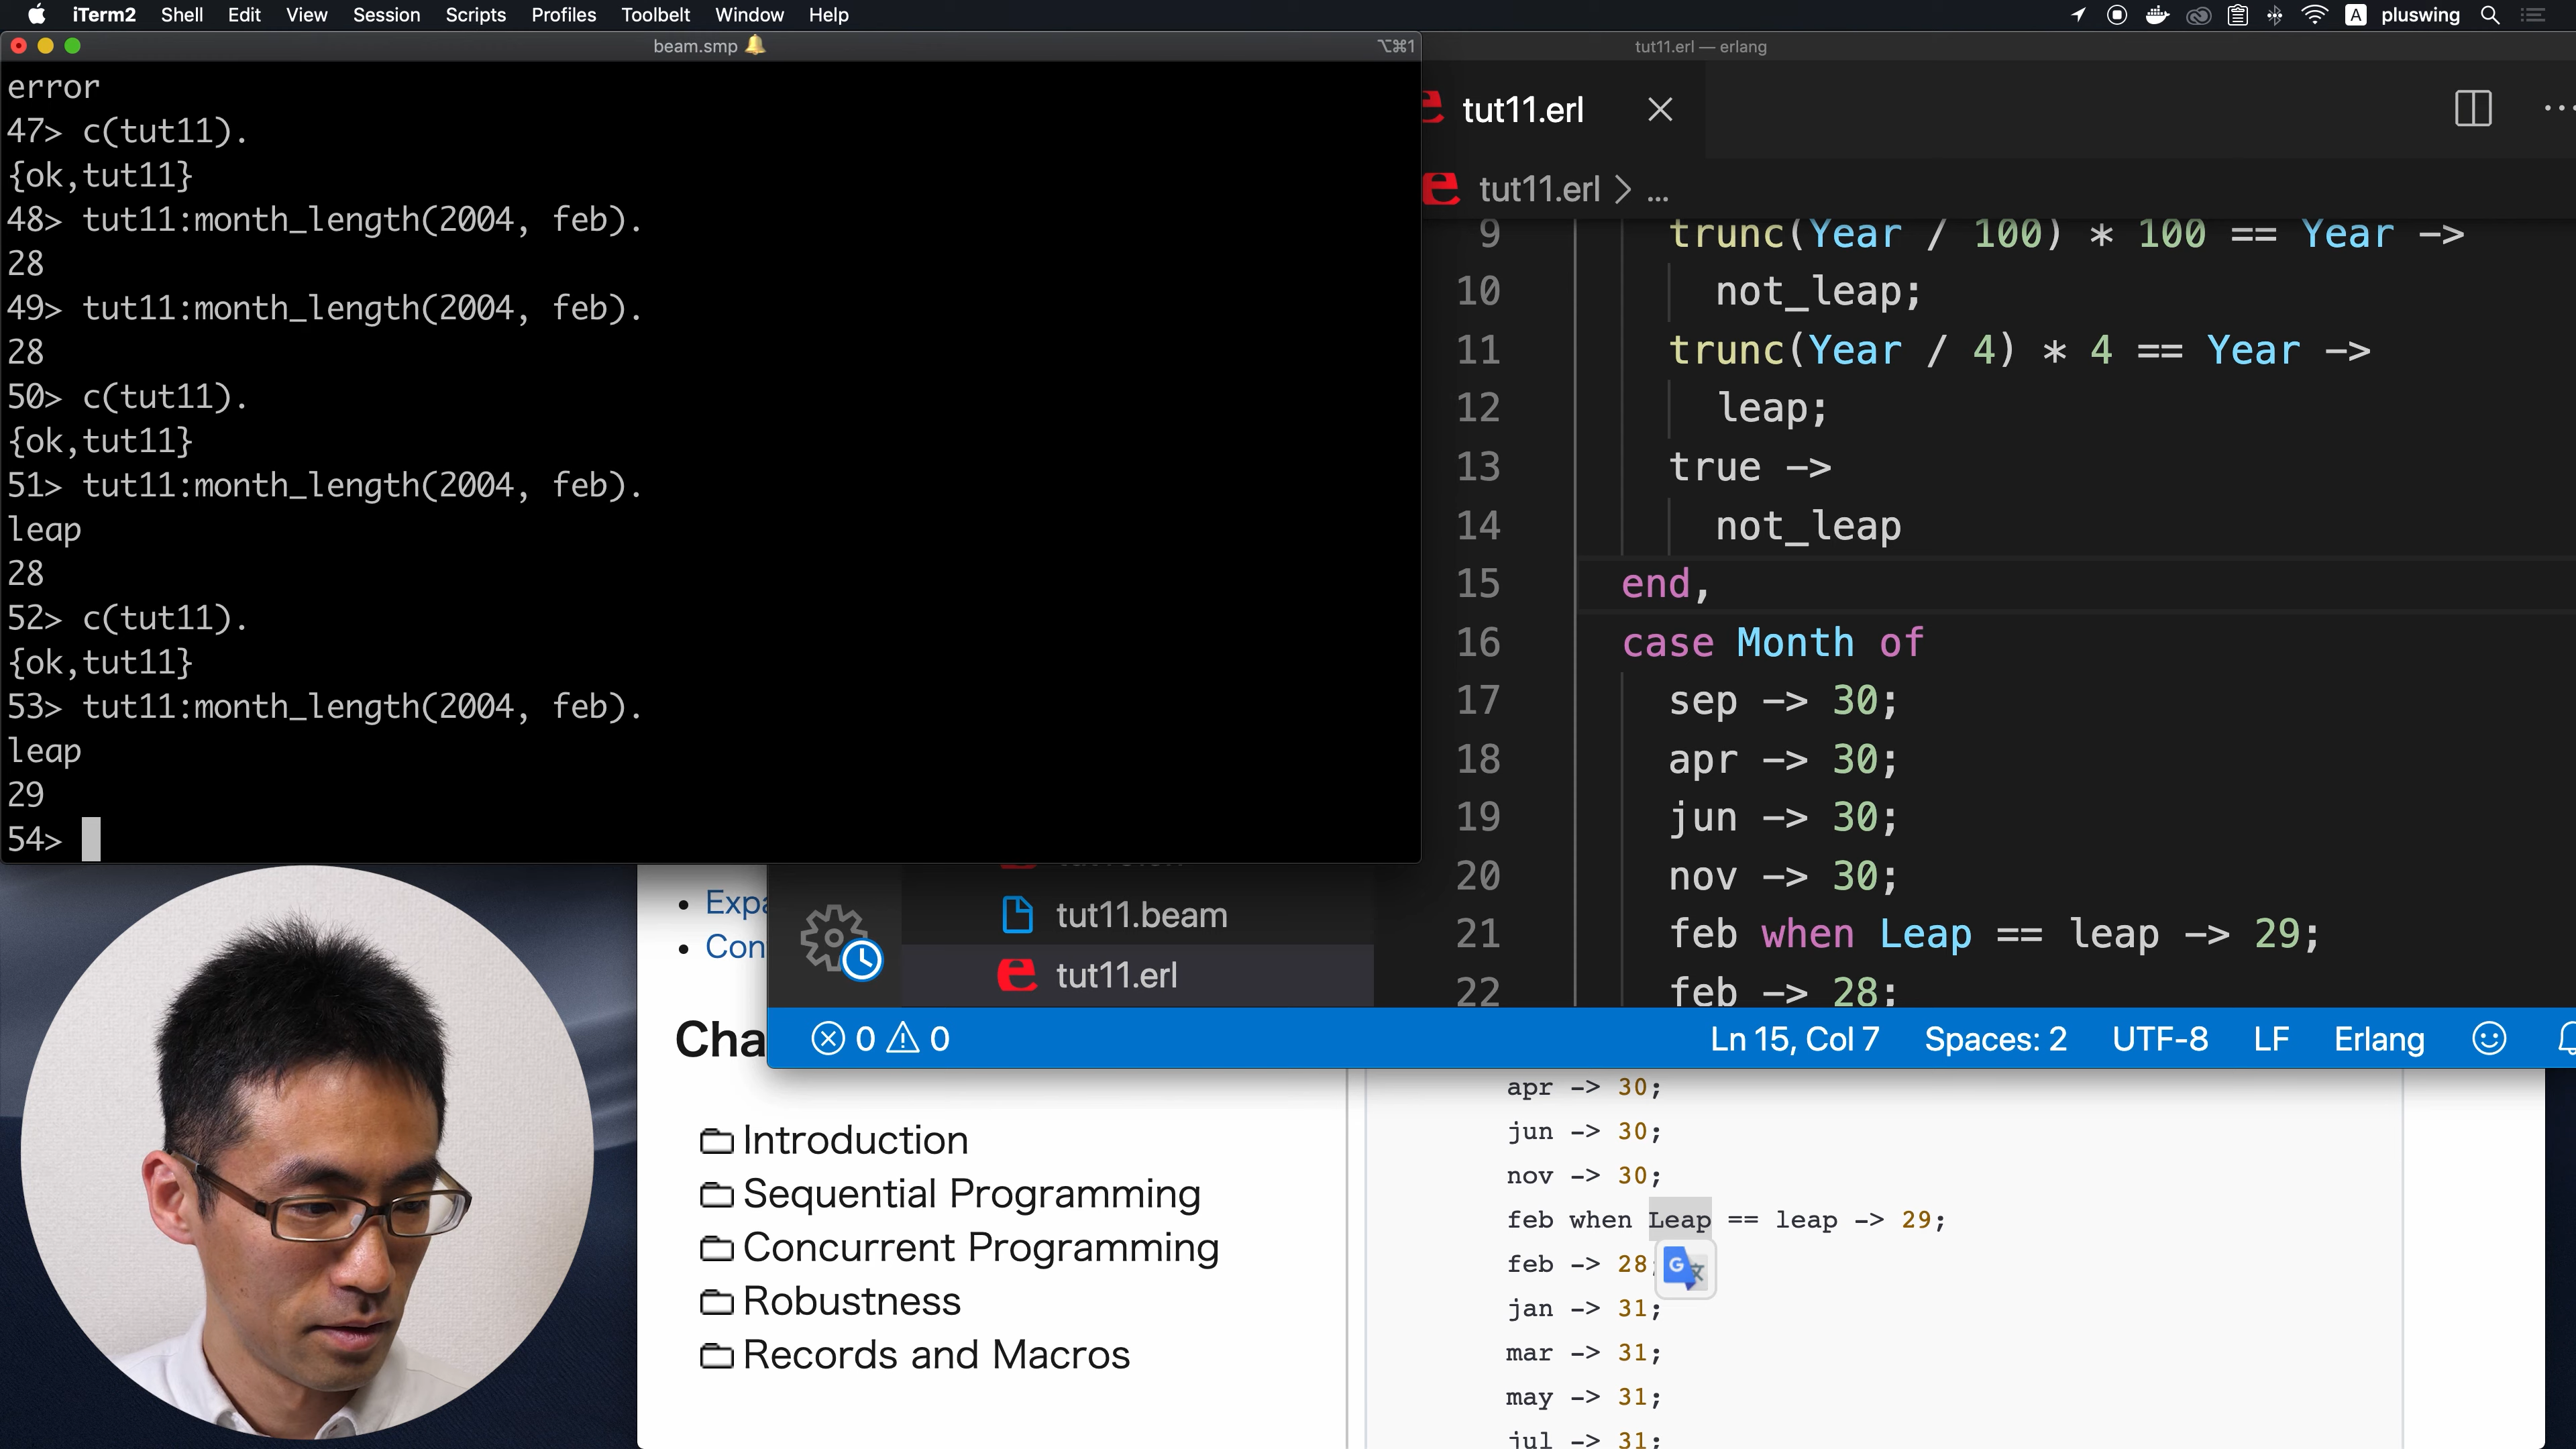 iTerm2 Shell Edit View Session Scripts Profiles Toolbelt Window Help
A pluswing
beam.smp
⌥⌘1
error
47> c(tut11).
{ok,tut11}
48> tut11:month_length(2004, feb).
28
49> tut11:month_length(2004, feb).
28
50> c(tut11).
{ok,tut11}
51> tut11:month_length(2004, feb).
leap
28
52> c(tut11).
{ok,tut11}
53> tut11:month_length(2004, feb).
leap
29
54>
tut11.erl — erlang
tut11.erl
tut11.erl > ...
9 trunc(Year / 100) * 100 == Year ->
10 not_leap;
11 trunc(Year / 4) * 4 == Year ->
12 leap;
13 true ->
14 not_leap
15 end,
16 case Month of
17 sep -> 30;
18 apr -> 30;
19 jun -> 30;
20 nov -> 30;
21 feb when Leap == leap -> 29;
22 feb -> 28;
tut11.beam
tut11.erl
0 0
Ln 15, Col 7 Spaces: 2 UTF-8 LF Erlang
Expa
Con
Cha
Introduction
Sequential Programming
Concurrent Programming
Robustness
Records and Macros
apr -> 30;
jun -> 30;
nov -> 30;
feb when Leap == leap -> 29;
feb -> 28;
jan -> 31;
mar -> 31;
may -> 31;
jul -> 31;